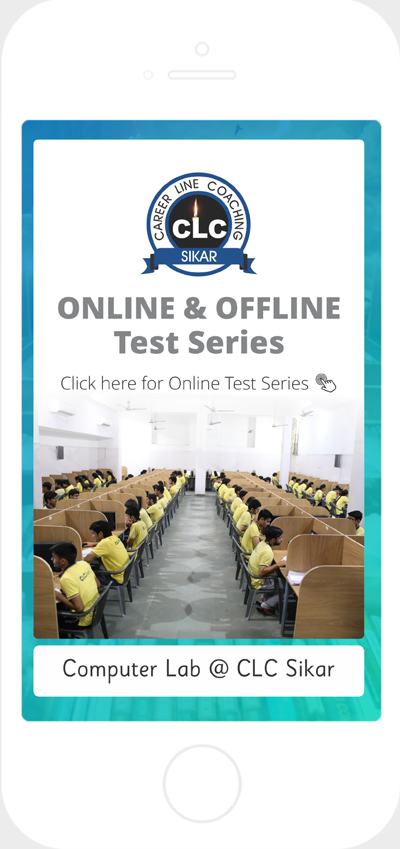 CAREER LINE COACHING
CLC
SIKAR
ONLINE & OFFLINE
Test Series
Click here for Online Test Series
Computer Lab @ CLC Sikar